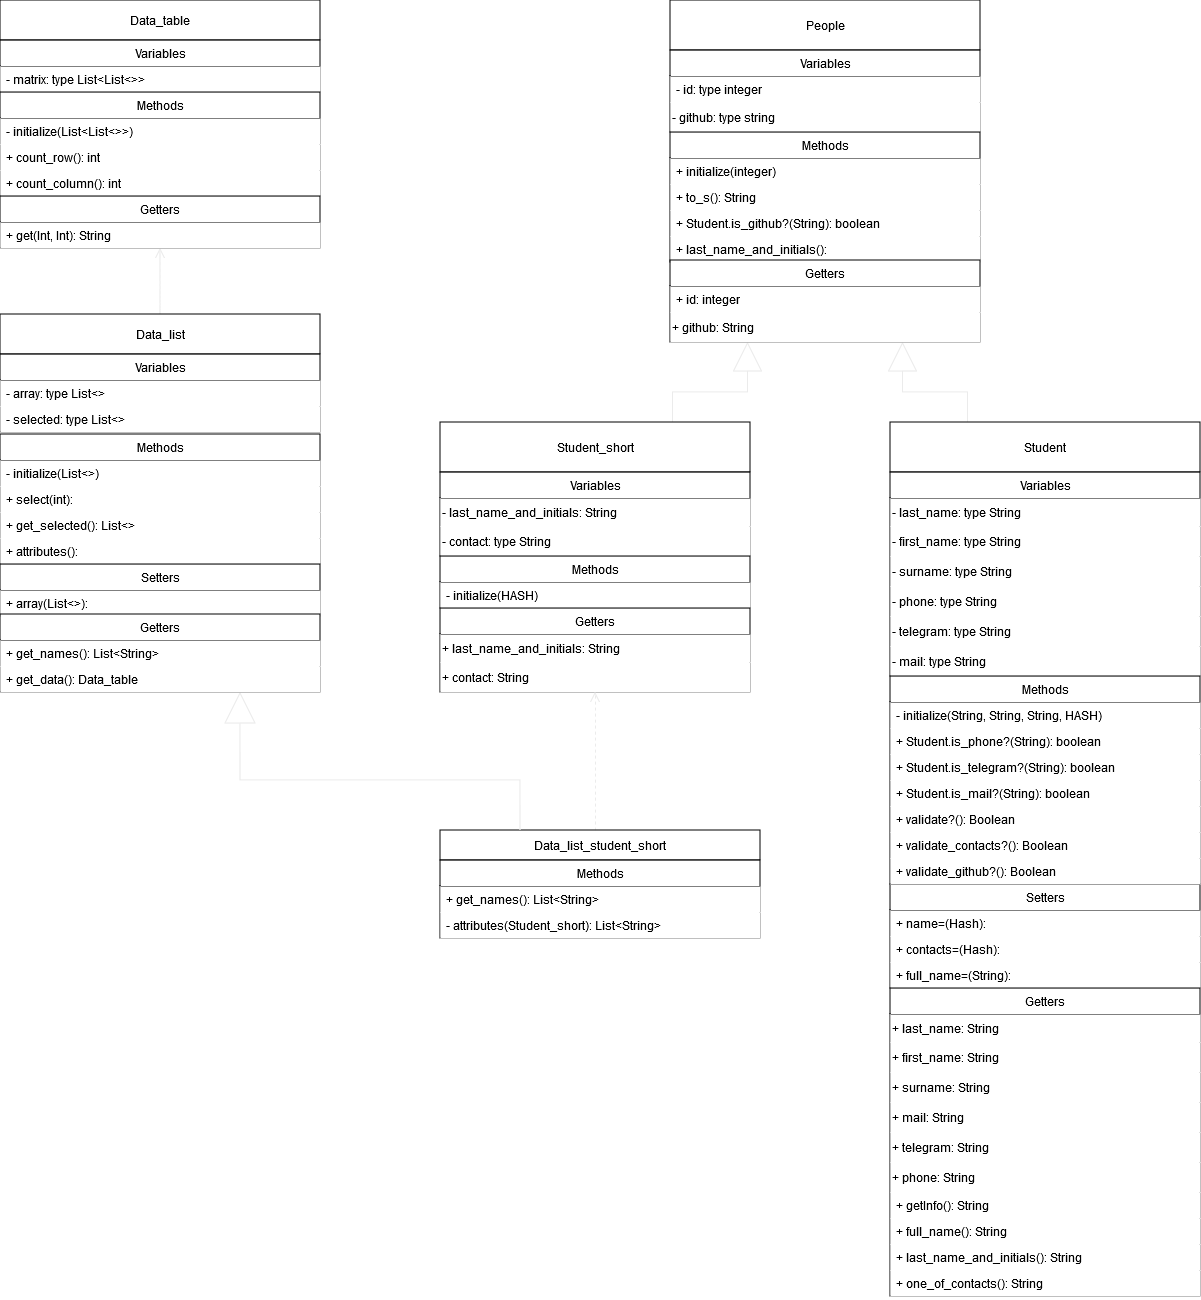 Data_table
Variables
- matrix: type List<List<>>
Methods
- initialize(List<List<>>)
+ count_row(): int
+ count_column(): int
Getters
+ get(Int, Int): String
Data_list
Variables
- array: type List<>
- selected: type List<>
Methods
- initialize(List<>)
+ select(int):
+ get_selected(): List<>
+ attributes():
Setters
+ array(List<>):
Getters
+ get_names(): List<String>
+ get_data(): Data_table
People
Variables
- id: type integer
- github: type string
Methods
+ initialize(integer)
+ to_s(): String
+ Student.is_github?(String): boolean
+ last_name_and_initials():
Getters
+ id: integer
+ github: String
Student_short
Variables
- last_name_and_initials: String
- contact: type String
Methods
- initialize(HASH)
Getters
+ last_name_and_initials: String
+ contact: String
Data_list_student_short
Methods
+ get_names(): List<String>
- attributes(Student_short): List<String>
Student
Variables
- last_name: type String
- first_name: type String
- surname: type String
- phone: type String
- telegram: type String
- mail: type String
Methods
- initialize(String, String, String, HASH)
+ Student.is_phone?(String): boolean
+ Student.is_telegram?(String): boolean
+ Student.is_mail?(String): boolean
+ validate?(): Boolean
+ validate_contacts?(): Boolean
+ validate_github?(): Boolean
Setters
+ name=(Hash):
+ contacts=(Hash):
+ full_name=(String):
Getters
+ last_name: String
+ first_name: String
+ surname: String
+ mail: String
+ telegram: String
+ phone: String
+ getInfo(): String
+ full_name(): String
+ last_name_and_initials(): String
+ one_of_contacts(): String